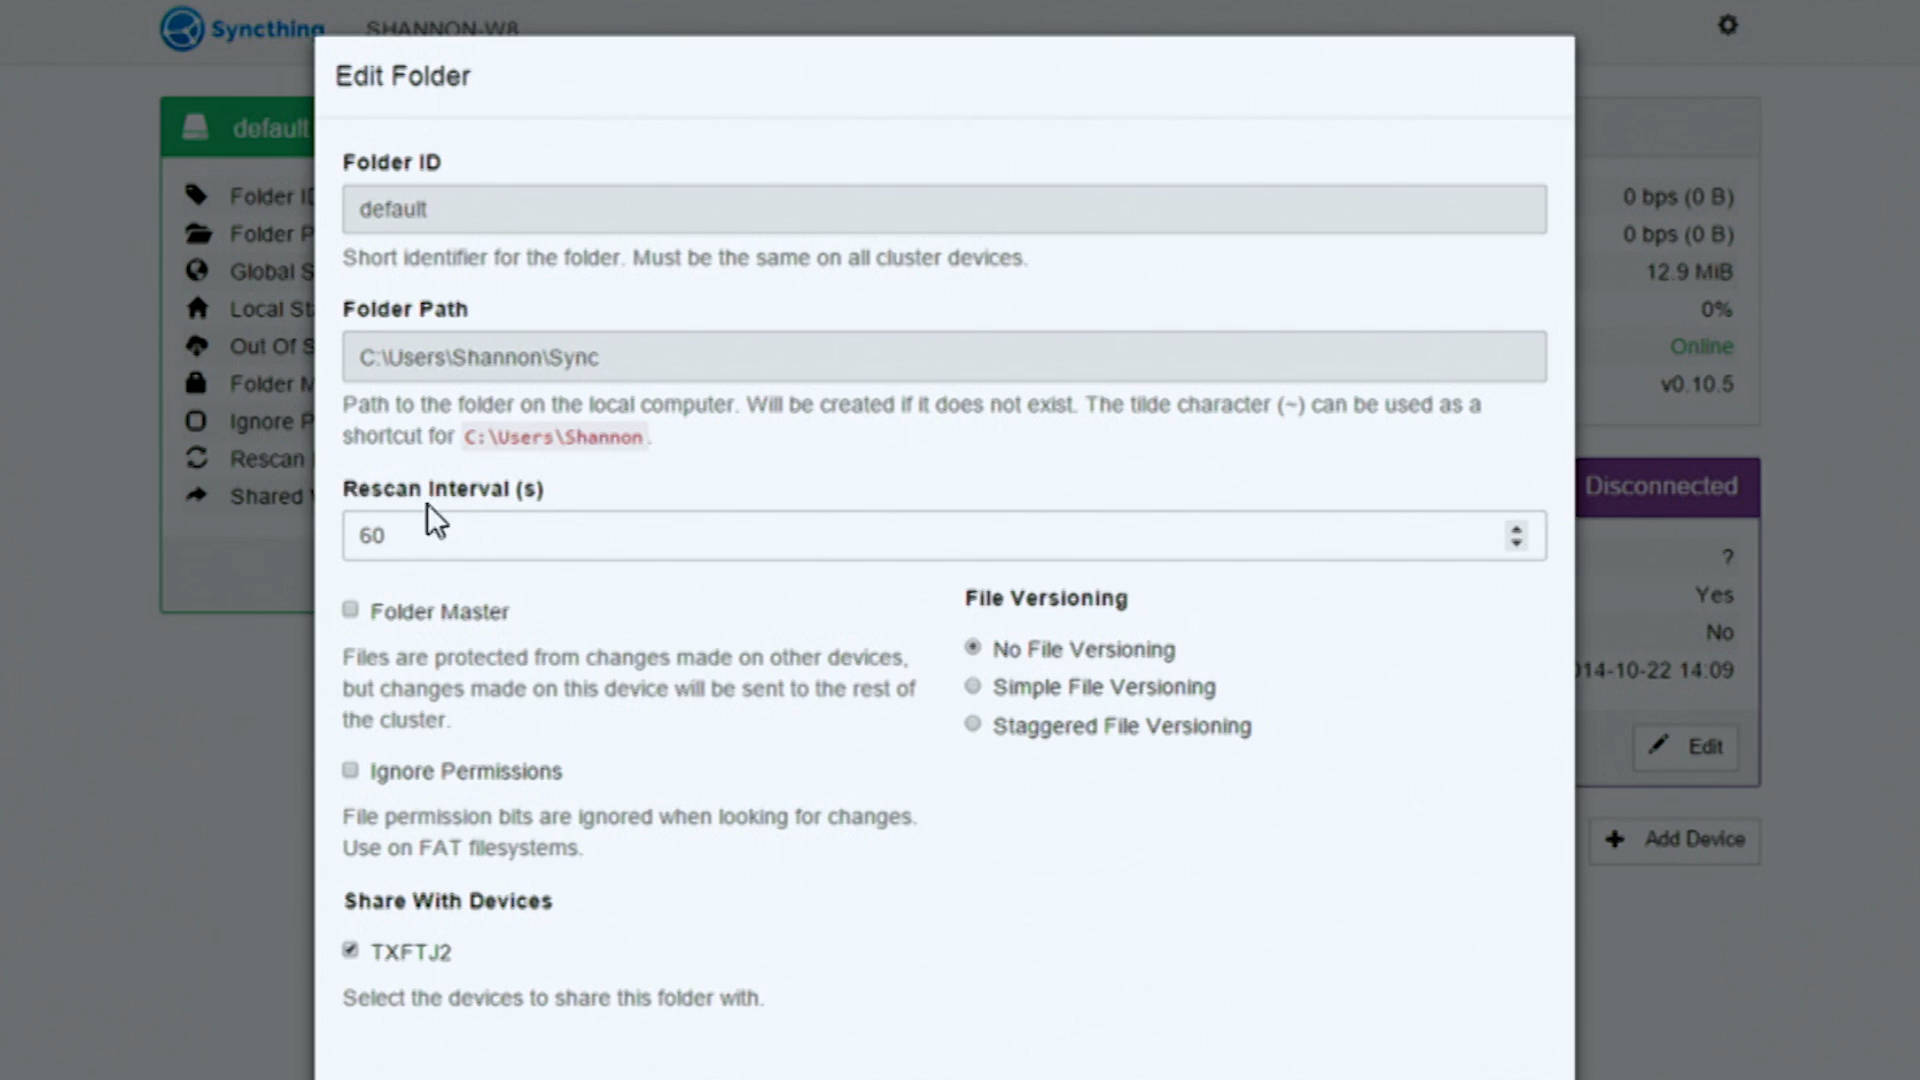 Syncthing SHANNON-W8
Edit Folder
default
Folder ID
default
Short identifier for the folder. Must be the same on all cluster devices.
Folder Path
C:\Users\Shannon\Sync
Path to the folder on the local computer. Will be created if it does not exist. The tilde character (~) can be used as a
shortcut for C:\Users\Shannon.
Rescan Interval (s)
60
Folder Master
Files are protected from changes made on other devices,
but changes made on this device will be sent to the rest of
the cluster.
Ignore Permissions
File permission bits are ignored when looking for changes.
Use on FAT filesystems.
Share With Devices
TXFTJ2
Select the devices to share this folder with.
File Versioning
No File Versioning
Simple File Versioning
Staggered File Versioning
Folder
Folder
Global
Local
Out Of
Folder
Ignore
Rescan
Shared
0 bps (0 B)
0 bps (0 B)
12.9 MiB
0%
Online
v0.10.5
Disconnected
?
Yes
No
14-10-22 14:09
Edit
Add Device